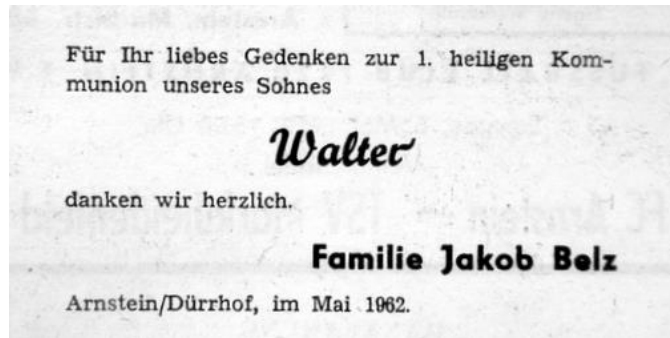 Für Ihr liebes Gedenken zur 1. heiligen Kom-
munion unseres Sohnes
Walter
danken wir herzlich.
Familie Jakob Belz
Arnstein/Dürrhof, im Mai 1962.